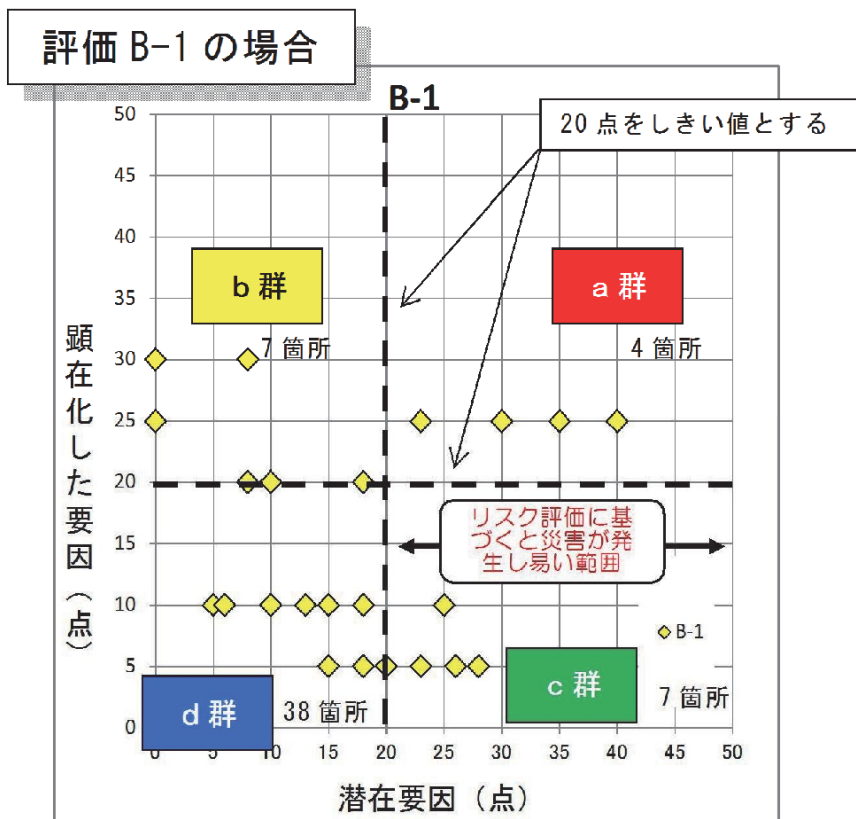 評価 B-1 の場合
B-1
20 点をしきい値とする
50
45
40
35
30
25
20
15
10
5
0
顕在化した要因（点）
b 群
7 箇所
a 群
4 箇所
リスク評価に基
づくと災害が発
生し易い範囲
B-1
d 群
38 箇所
c 群
7 箇所
0 5 10 15 20 25 30 35 40 45 50
潜在要因（点）